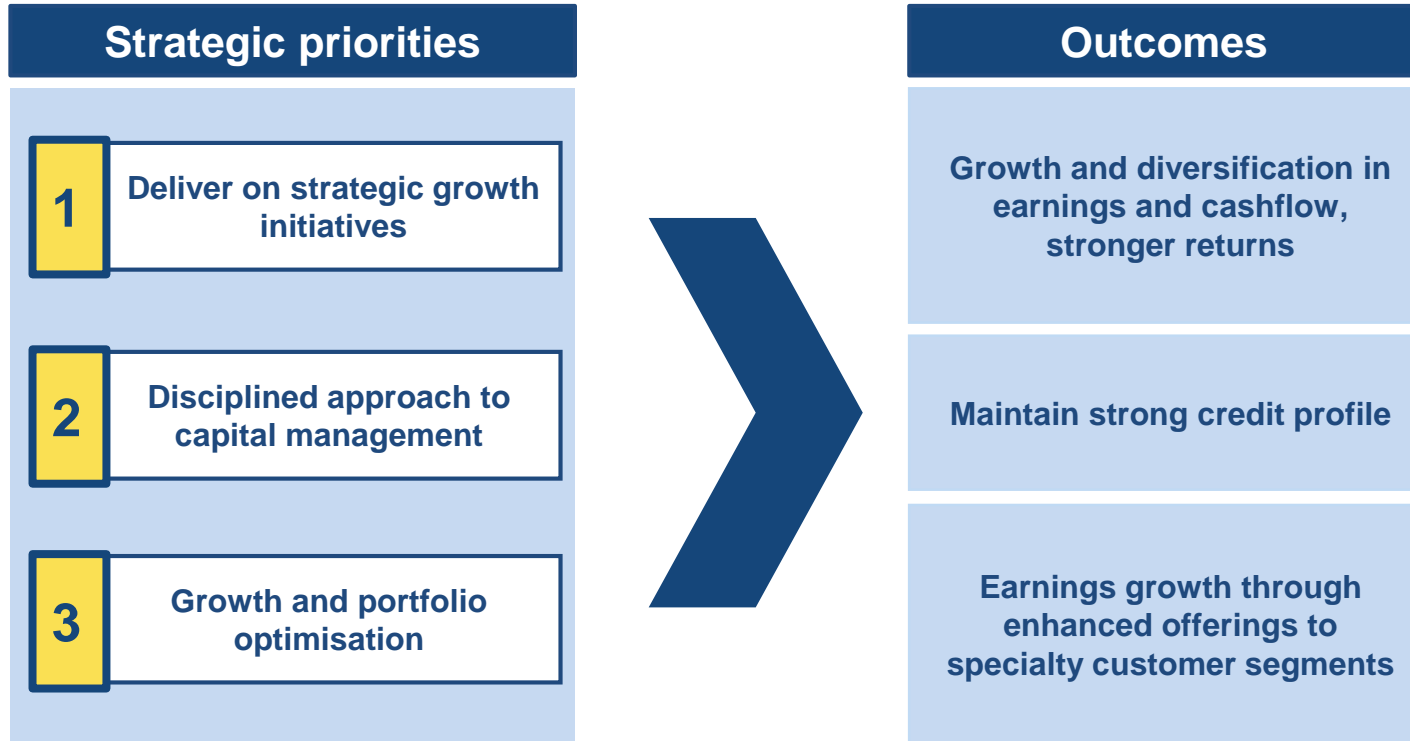 Strategic priorities
1
Deliver on strategic growth
initiatives
2
Disciplined approach to
capital management
3
Growth and portfolio
optimisation
Outcomes
Growth and diversification in
earnings and cashflow,
stronger returns
Maintain strong credit profile
Earnings growth through
enhanced offerings to
specialty customer segments